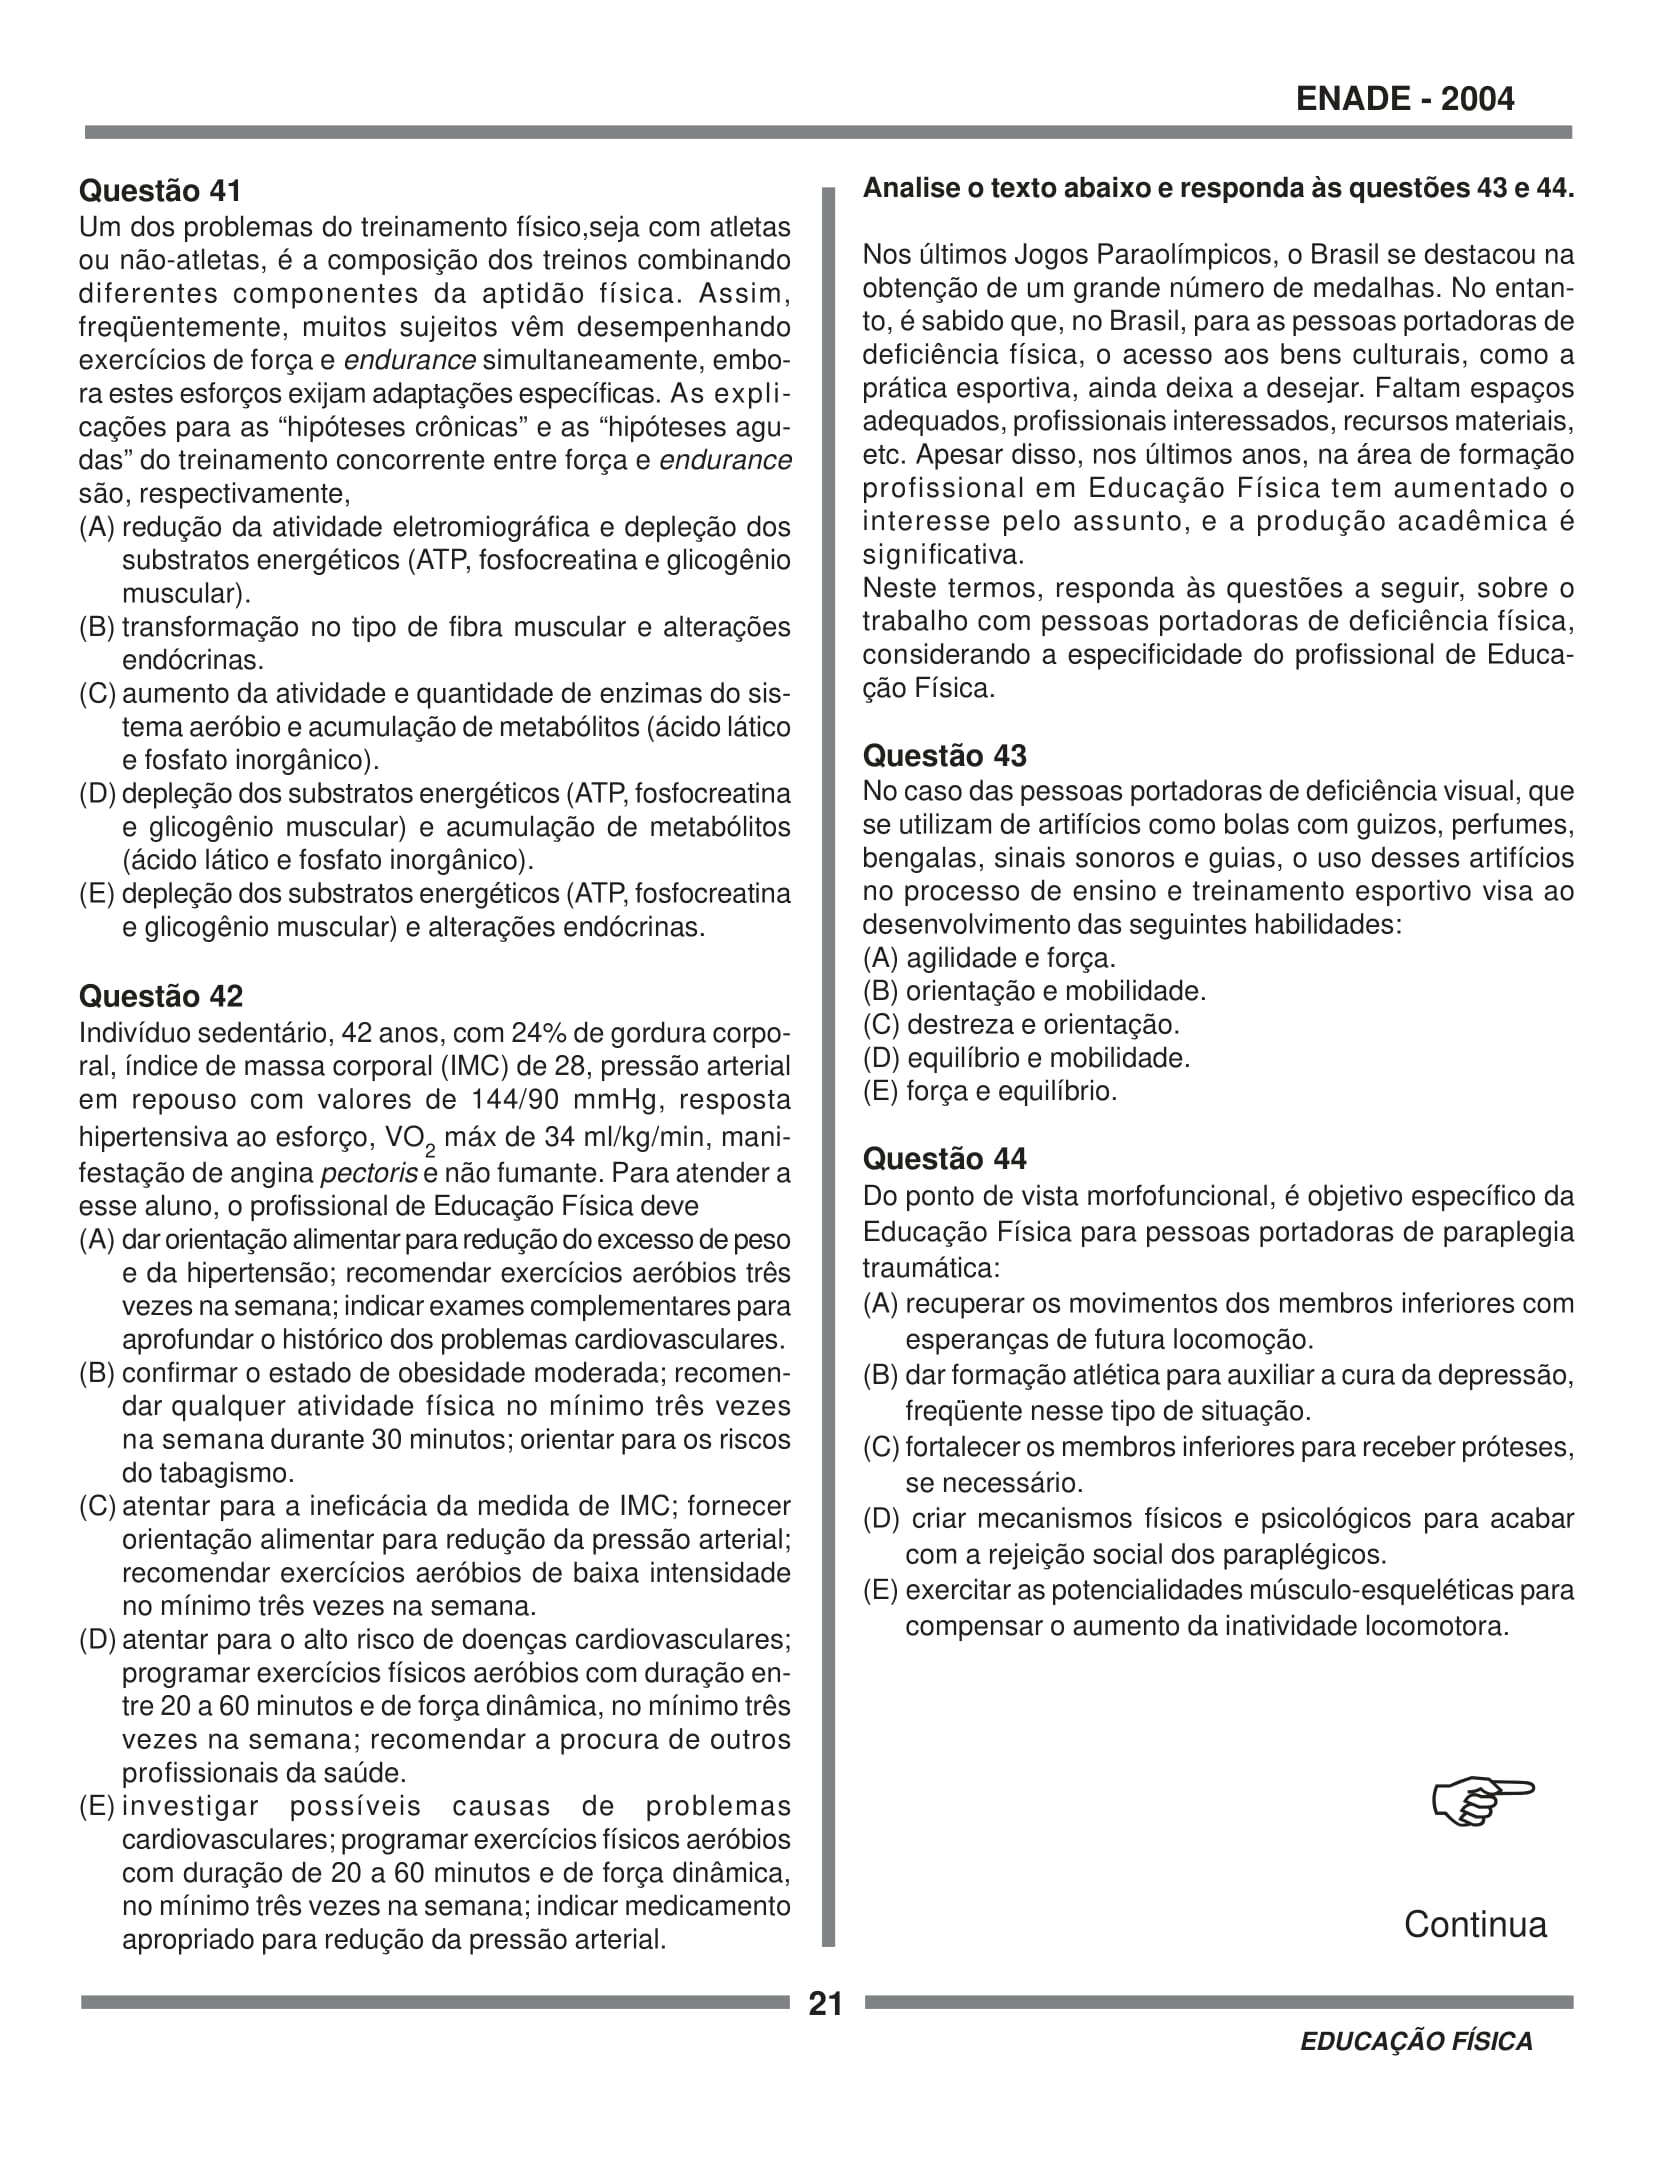 ENADE - 2004
Questão 41
Um dos problemas do treinamento físico,seja com atletas
ou não-atletas, é a composição dos treinos combinando
diferentes componentes da aptidão física. Assim,
freqüentemente, muitos sujeitos vêm desempenhando
exercícios de força e endurance simultaneamente, embo-
ra estes esforços exijam adaptações específicas. As expli-
cações para as “hipóteses crônicas” e as “hipóteses agu-
das” do treinamento concorrente entre força e endurance
são, respectivamente,
(A) redução da atividade eletromiográfica e depleção dos
substratos energéticos (ATP, fosfocreatina e glicogênio
muscular).
(B) transformação no tipo de fibra muscular e alterações
endócrinas.
(C) aumento da atividade e quantidade de enzimas do sis-
tema aeróbio e acumulação de metabólitos (ácido lático
e fosfato inorgânico).
(D) depleção dos substratos energéticos (ATP, fosfocreatina
e glicogênio muscular) e acumulação de metabólitos
(ácido lático e fosfato inorgânico).
(E) depleção dos substratos energéticos (ATP, fosfocreatina
e glicogênio muscular) e alterações endócrinas.
Questão 42
Indivíduo sedentário, 42 anos, com 24% de gordura corpo-
ral, índice de massa corporal (IMC) de 28, pressão arterial
em repouso com valores de 144/90 mmHg, resposta
hipertensiva ao esforço, VO2 máx de 34 ml/kg/min, mani-
festação de angina pectoris e não fumante. Para atender a
esse aluno, o profissional de Educação Física deve
(A) dar orientação alimentar para redução do excesso de peso
e da hipertensão; recomendar exercícios aeróbios três
vezes na semana; indicar exames complementares para
aprofundar o histórico dos problemas cardiovasculares.
(B) confirmar o estado de obesidade moderada; recomen-
dar qualquer atividade física no mínimo três vezes
na semana durante 30 minutos; orientar para os riscos
do tabagismo.
(C) atentar para a ineficácia da medida de IMC; fornecer
orientação alimentar para redução da pressão arterial;
recomendar exercícios aeróbios de baixa intensidade
no mínimo três vezes na semana.
(D) atentar para o alto risco de doenças cardiovasculares;
programar exercícios físicos aeróbios com duração en-
tre 20 a 60 minutos e de força dinâmica, no mínimo três
vezes na semana; recomendar a procura de outros
profissionais da saúde.
(E) investigar possíveis causas de problemas
cardiovasculares; programar exercícios físicos aeróbios
com duração de 20 a 60 minutos e de força dinâmica,
no mínimo três vezes na semana; indicar medicamento
apropriado para redução da pressão arterial.
Analise o texto abaixo e responda às questões 43 e 44.
Nos últimos Jogos Paraolímpicos, o Brasil se destacou na
obtenção de um grande número de medalhas. No entan-
to, é sabido que, no Brasil, para as pessoas portadoras de
deficiência física, o acesso aos bens culturais, como a
prática esportiva, ainda deixa a desejar. Faltam espaços
adequados, profissionais interessados, recursos materiais,
etc. Apesar disso, nos últimos anos, na área de formação
profissional em Educação Física tem aumentado o
interesse pelo assunto, e a produção acadêmica é
significativa.
Neste termos, responda às questões a seguir, sobre o
trabalho com pessoas portadoras de deficiência física,
considerando a especificidade do profissional de Educa-
ção Física.
Questão 43
No caso das pessoas portadoras de deficiência visual, que
se utilizam de artifícios como bolas com guizos, perfumes,
bengalas, sinais sonoros e guias, o uso desses artifícios
no processo de ensino e treinamento esportivo visa ao
desenvolvimento das seguintes habilidades:
(A) agilidade e força.
(B) orientação e mobilidade.
(C) destreza e orientação.
(D) equilíbrio e mobilidade.
(E) força e equilíbrio.
Questão 44
Do ponto de vista morfofuncional, é objetivo específico da
Educação Física para pessoas portadoras de paraplegia
traumática:
(A) recuperar os movimentos dos membros inferiores com
esperanças de futura locomoção.
(B) dar formação atlética para auxiliar a cura da depressão,
freqüente nesse tipo de situação.
(C) fortalecer os membros inferiores para receber próteses,
se necessário.
(D) criar mecanismos físicos e psicológicos para acabar
com a rejeição social dos paraplégicos.
(E) exercitar as potencialidades músculo-esqueléticas para
compensar o aumento da inatividade locomotora.
Continua
21
EDUCAÇÃO FÍSICA